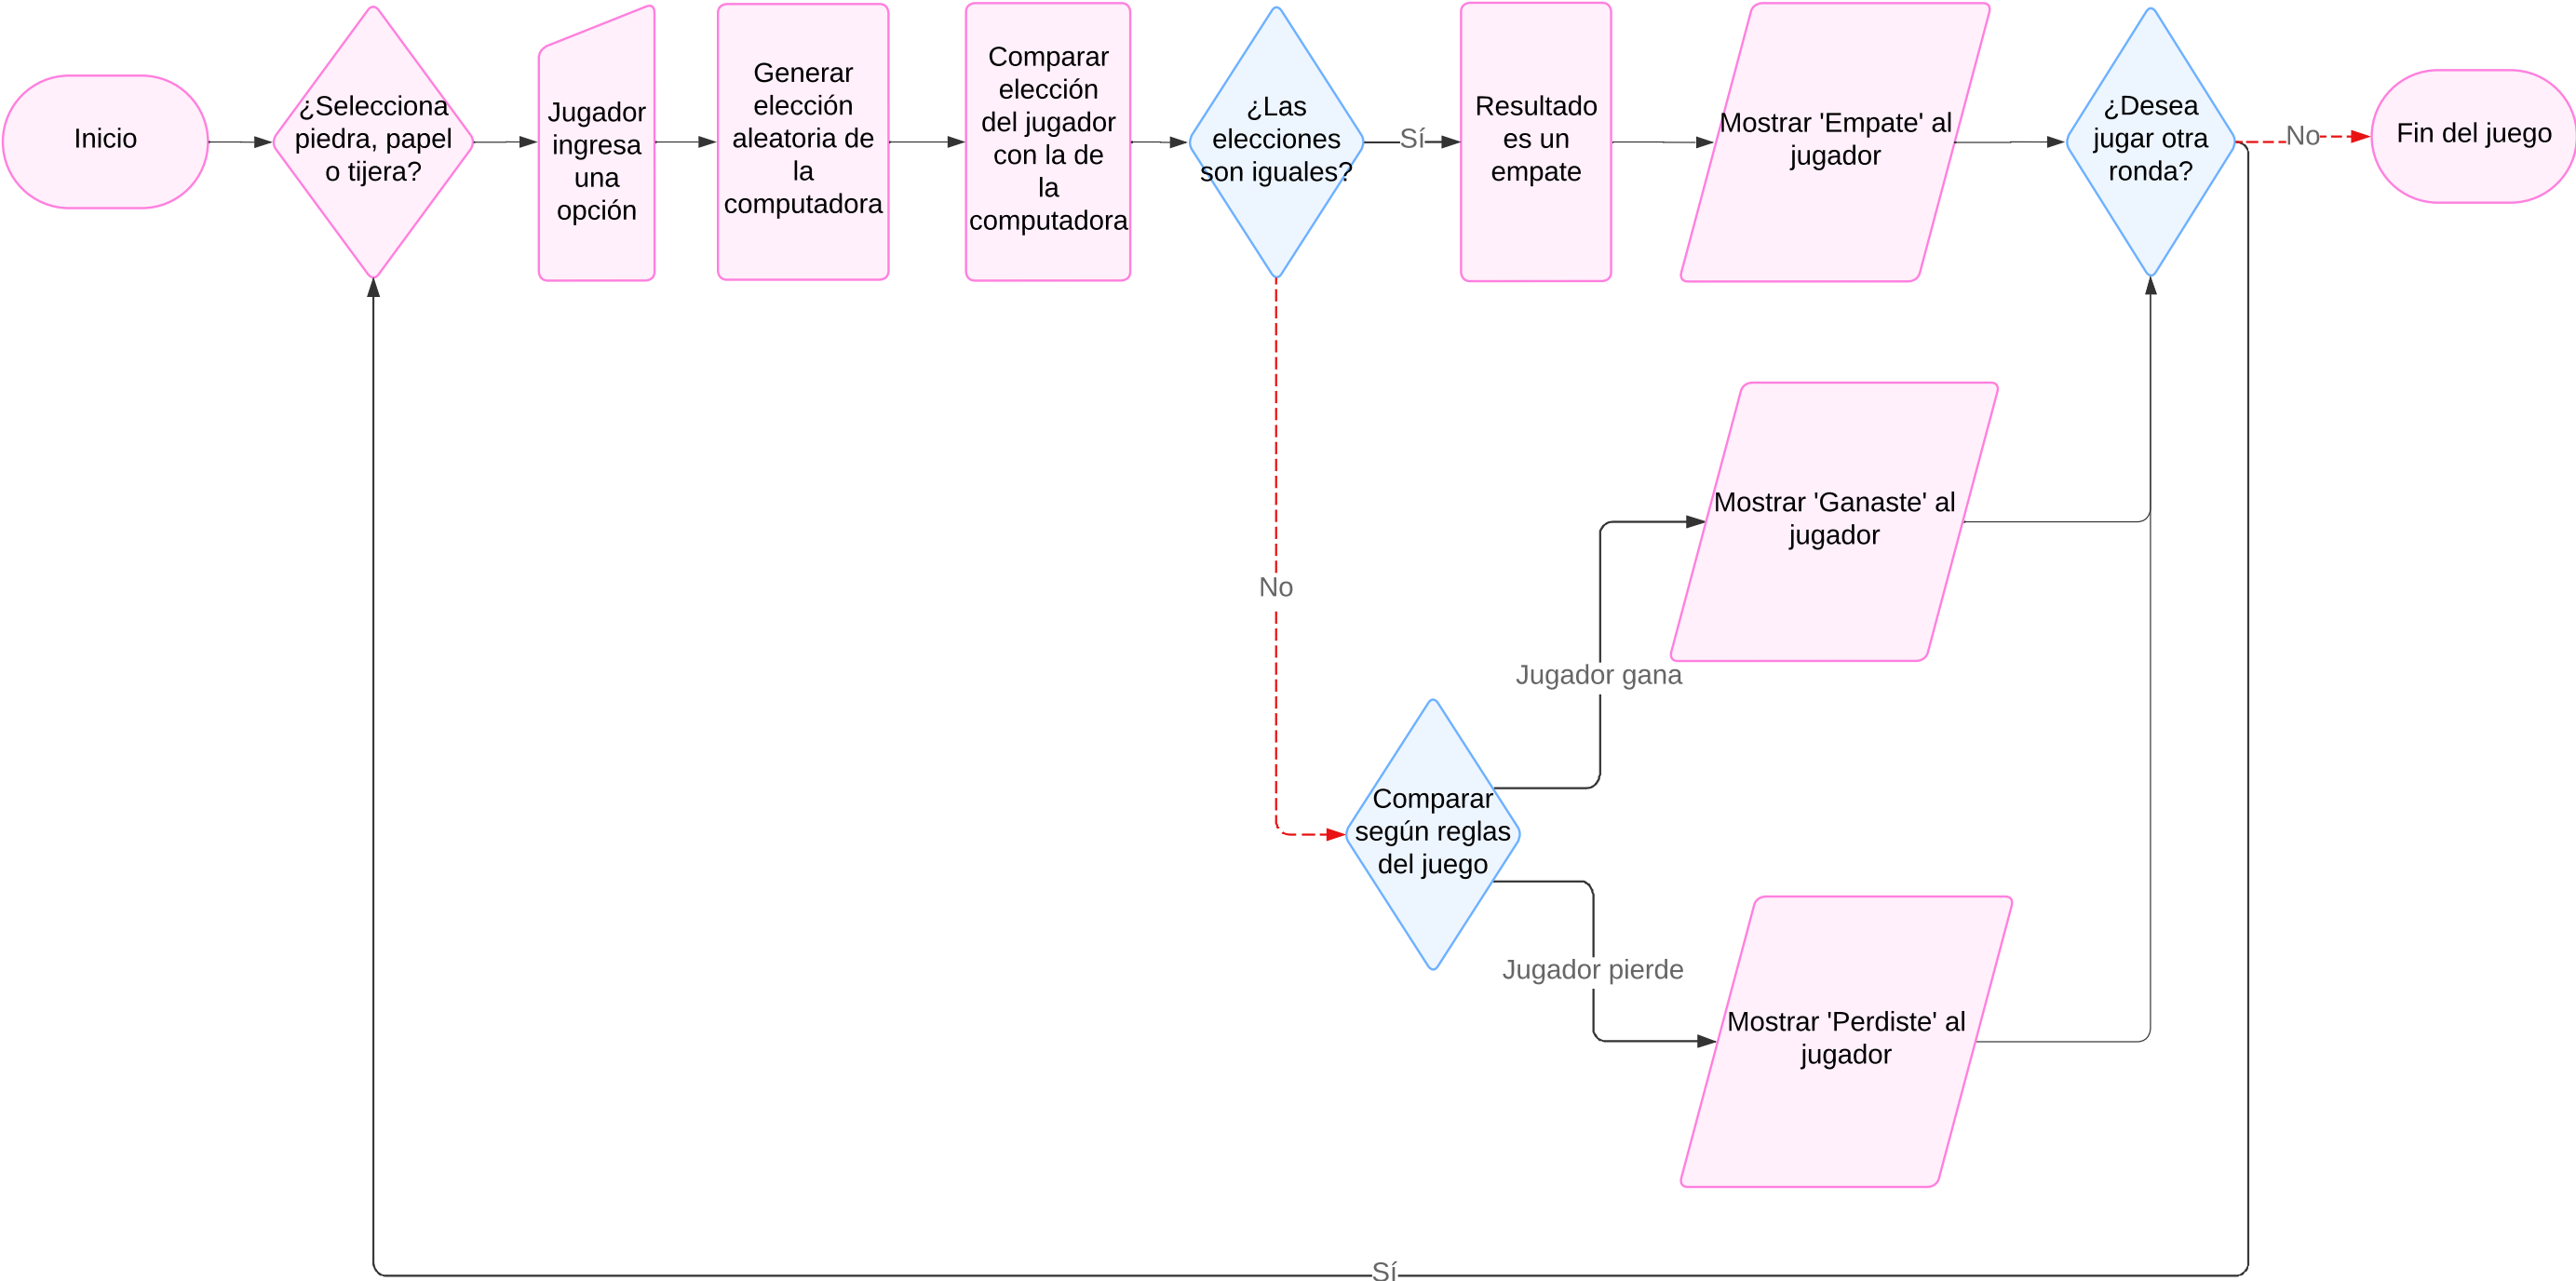 Inicio
¿Selecciona
piedra, papel
o tijera?
Jugador
ingresa
una
opción
Generar
elección
aleatoria de
la
computadora
Comparar
elección
del jugador
con la de
la
computadora
¿Las
elecciones
son iguales?
Sí
Resultado
es un
empate
Mostrar 'Empate' al
jugador
¿Desea
jugar otra
ronda?
No
Fin del juego
No
Mostrar 'Ganaste' al
jugador
Jugador gana
Comparar
según reglas
del juego
Jugador pierde
Mostrar 'Perdiste' al
jugador
Sí